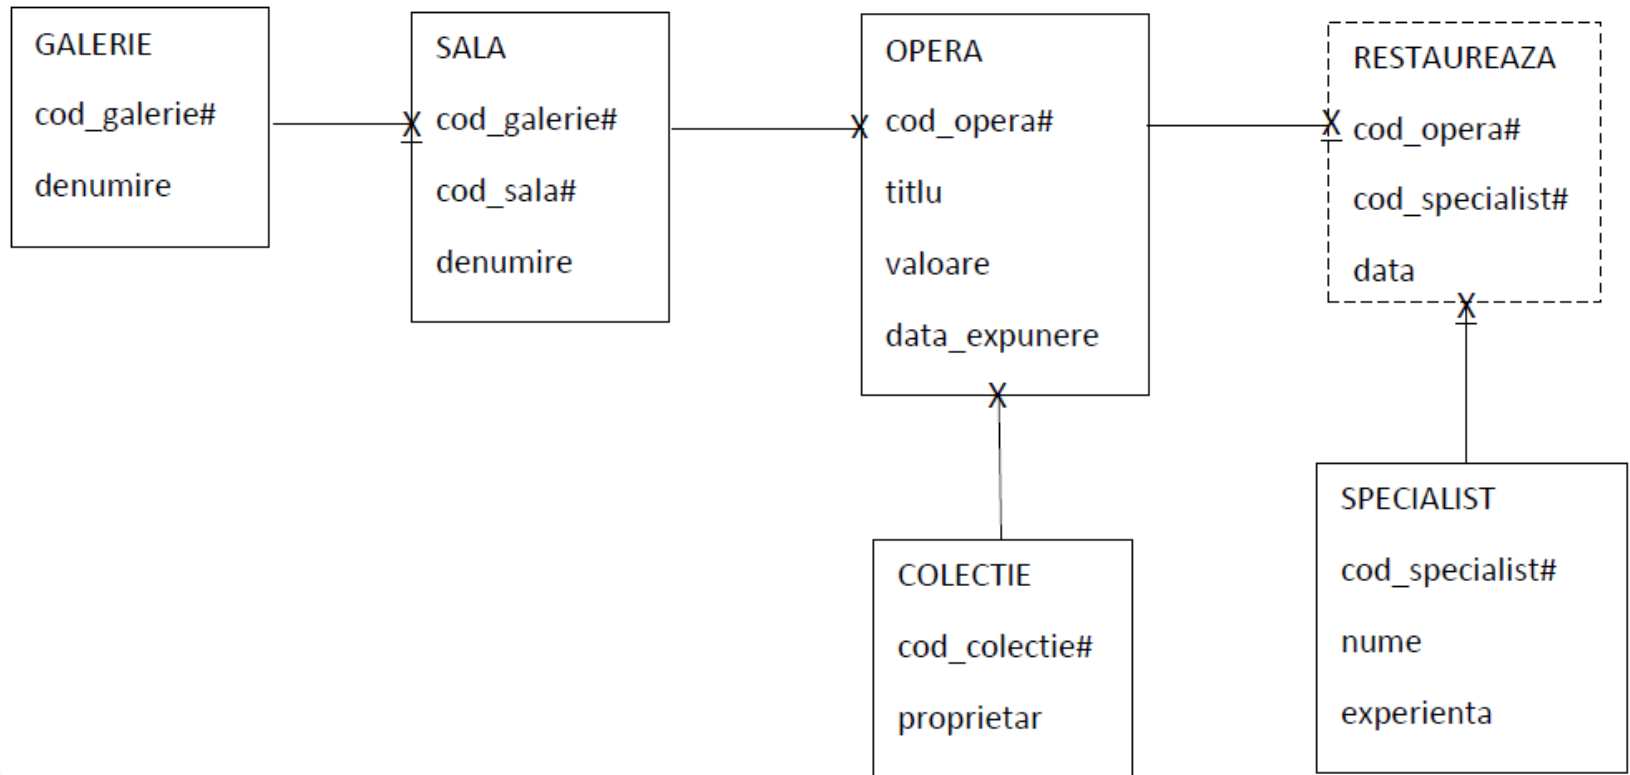 GALERIE
cod_galerie#
denumire
SALA
cod_galerie#
cod_sala#
denumire
OPERA
cod_opera#
titlu
valoare
data_expunere
RESTAUREAZA
cod_opera#
cod_specialist#
data
COLECTIE
cod_colectie#
proprietar
SPECIALIST
cod_specialist#
nume
experienta